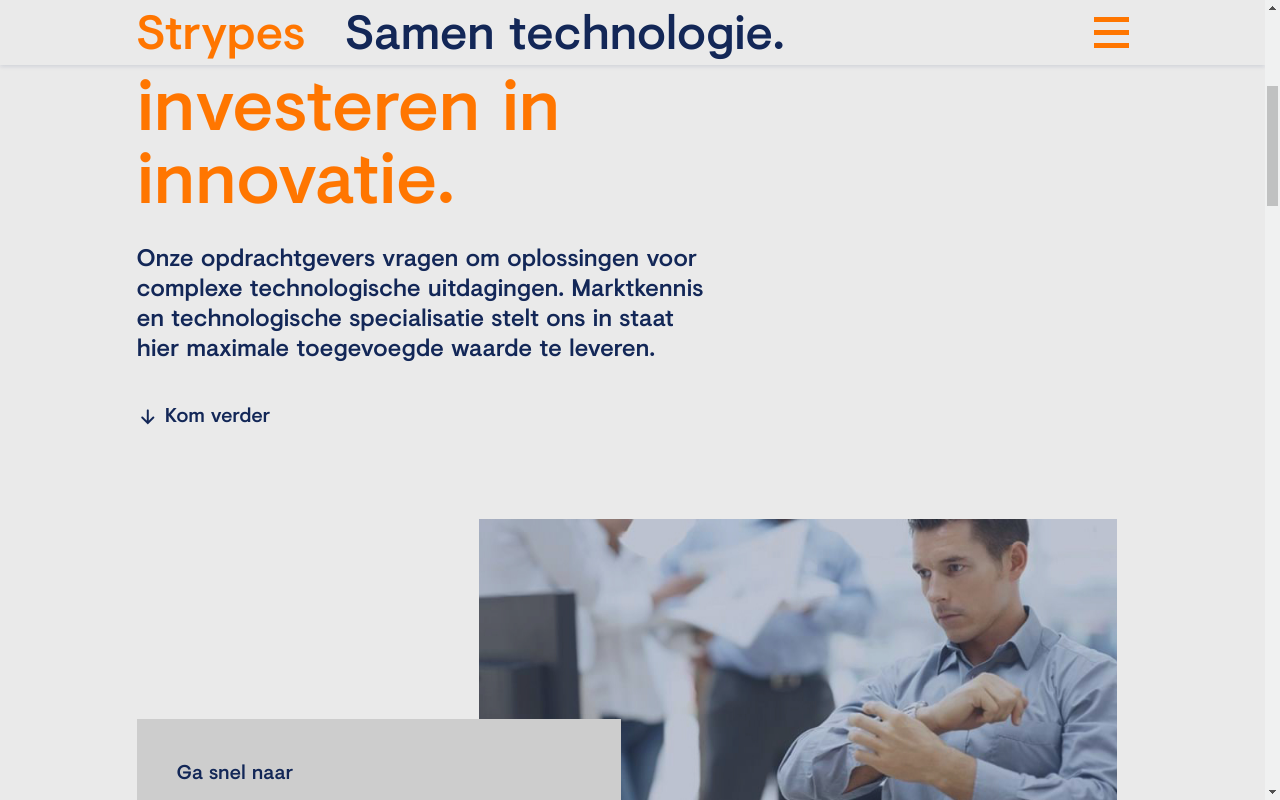 Strypes Samen technologie.
investeren in
innovatie.
Onze opdrachtgevers vragen om oplossingen voor
complexe technologische uitdagingen. Marktkennis
en technologische specialisatie stelt ons in staat
hier maximale toegevoegde waarde te leveren.
↓ Kom verder
Ga snel naar